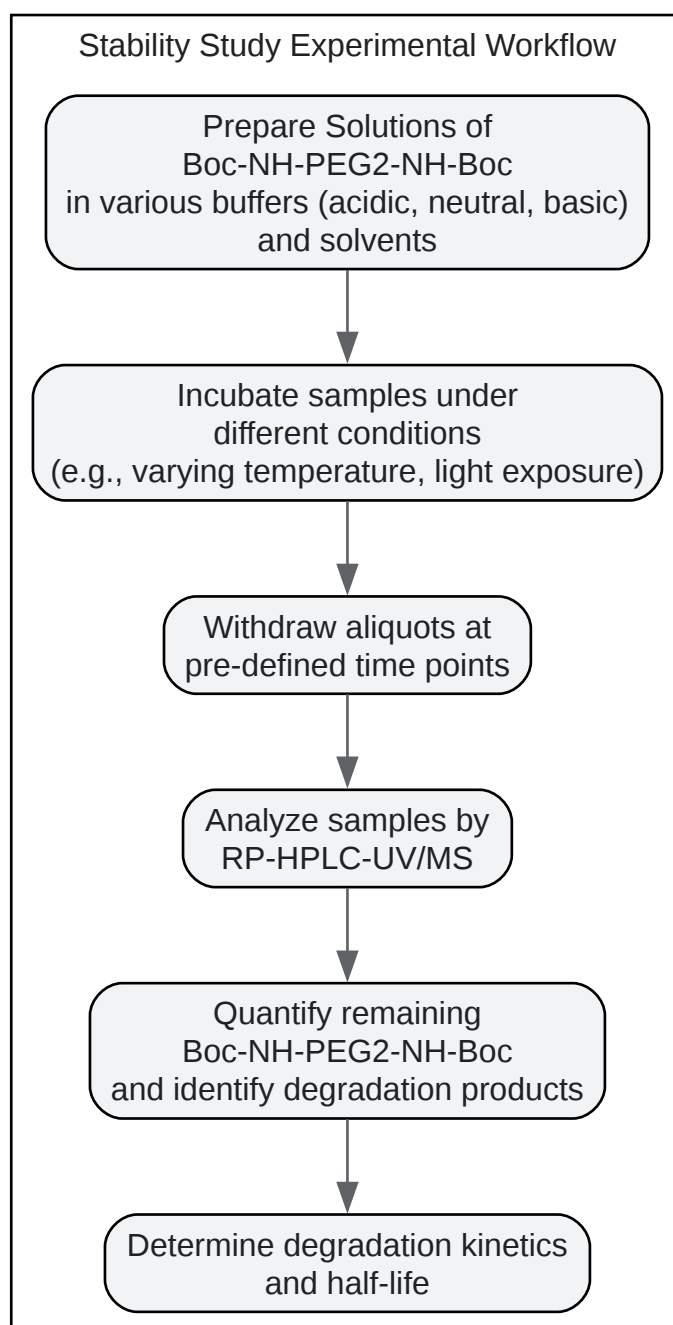 Stability Study Experimental Workflow
Prepare Solutions of
Boc-NH-PEG2-NH-Boc
in various buffers (acidic, neutral, basic)
and solvents
Incubate samples under
different conditions
(e.g., varying temperature, light exposure)
Withdraw aliquots at
pre-defined time points
Analyze samples by
RP-HPLC-UV/MS
Quantify remaining
Boc-NH-PEG2-NH-Boc
and identify degradation products
Determine degradation kinetics
and half-life